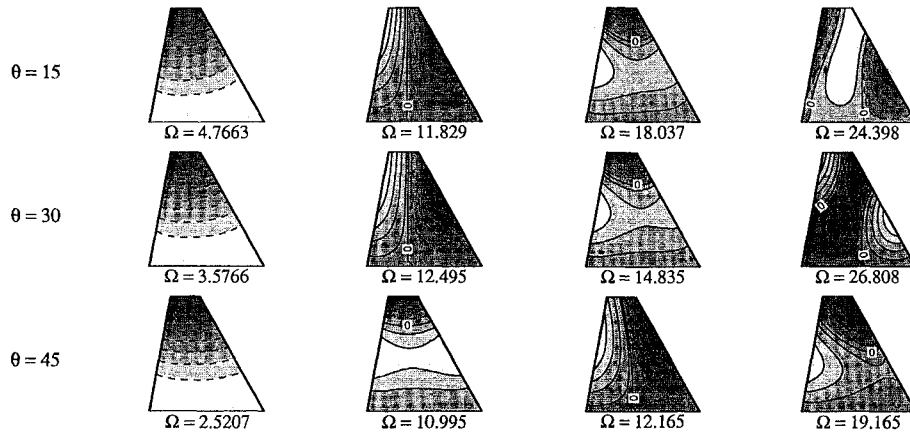 θ = 15
0
0
0
0
Ω = 4.7663 Ω = 11.829 Ω = 18.037 Ω = 24.398
θ = 30
0
0
0
0
Ω = 3.5766 Ω = 12.495 Ω = 14.835 Ω = 26.808
θ = 45
0
0
0
Ω = 2.5207 Ω = 10.995 Ω = 12.165 Ω = 19.165